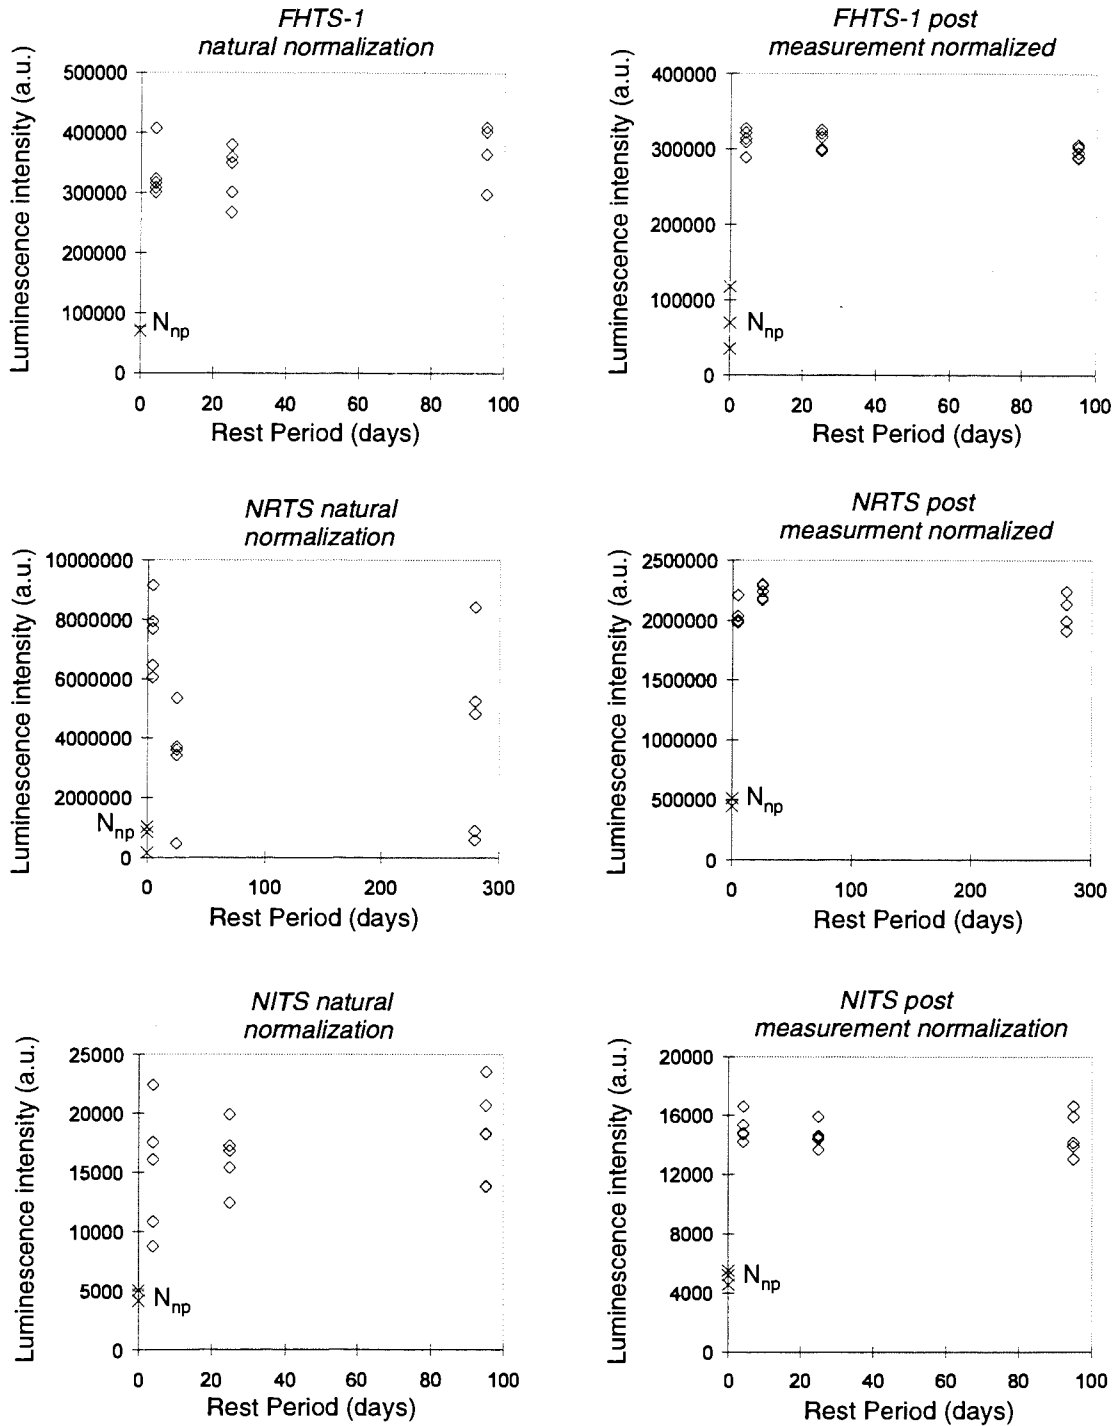 FHTS-1
natural normalization
500000
400000
300000
200000
100000
0
Luminescence intensity (a.u.)
N_np
0 20 40 60 80 100
Rest Period (days)
FHTS-1 post
measurement normalized
400000
300000
200000
100000
0
Luminescence intensity (a.u.)
N_np
0 20 40 60 80 100
Rest Period (days)
NRTS natural
normalization
10000000
8000000
6000000
4000000
2000000
0
Luminescence intensity (a.u.)
N_np
0 100 200 300
Rest Period (days)
NRTS post
measurment normalized
2500000
2000000
1500000
1000000
500000
0
Luminescence intensity (a.u.)
N_np
0 100 200 300
Rest Period (days)
NITS natural
normalization
25000
20000
15000
10000
5000
0
Luminescence intensity (a.u.)
N_np
0 20 40 60 80 100
Rest Period (days)
NITS post
measurement normalization
20000
16000
12000
8000
4000
0
Luminescence intensity (a.u.)
N_np
0 20 40 60 80 100
Rest Period (days)